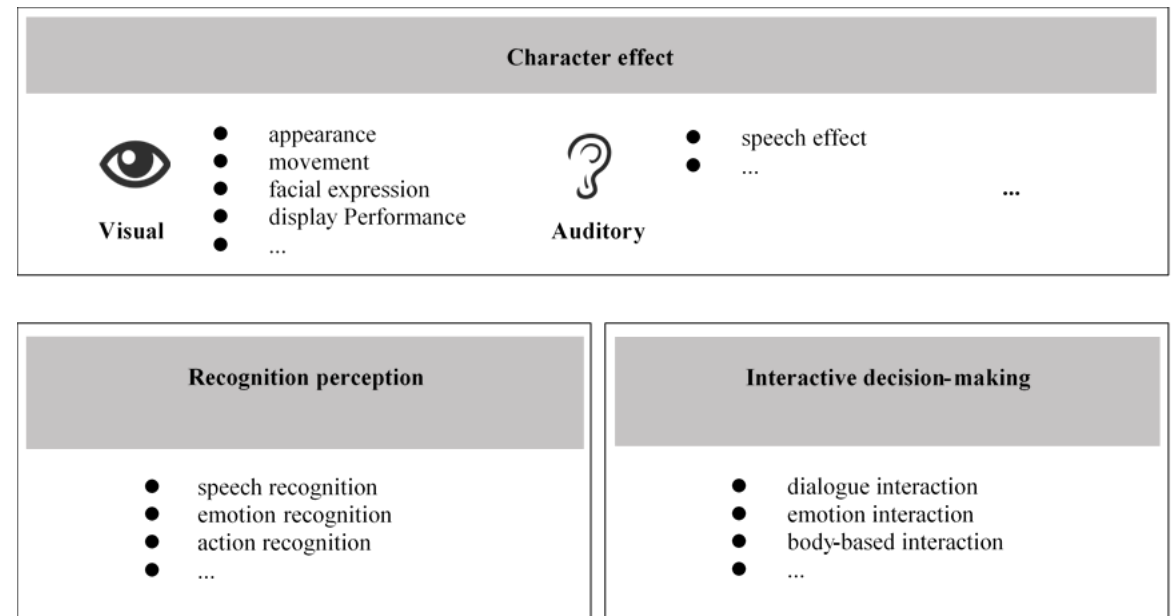 Character effect
● appearance
● movement
● facial expression
● display Performance
● ...
Visual
● speech effect
● ...
Auditory
...
Recognition perception
● speech recognition
● emotion recognition
● action recognition
● ...
Interactive decision-making
● dialogue interaction
● emotion interaction
● body-based interaction
● ...